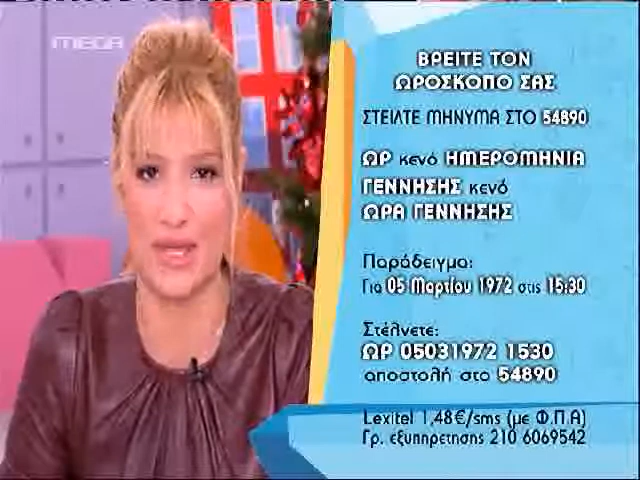 MEGA
ΒΡΕΙΤΕ ΤΟΝ
ΩΡΟΣΚΟΠΟ ΣΑΣ
ΣΤΕΙΛΤΕ ΜΗΝΥΜΑ ΣΤΟ 54890
ΩΡ κενό ΗΜΕΡΟΜΗΝΙΑ
ΓΕΝΝΗΣΗΣ κενό
ΩΡΑ ΓΕΝΝΗΣΗΣ
Παράδειγμα:
Για 05 Μαρτίου 1972 στις 15:30
Στέλνετε:
ΩΡ 05031972 1530
αποστολή στο 54890
Lexitel 1,48€/sms (με Φ.Π.Α)
Γρ. εξυπηρετησης 210 6069542